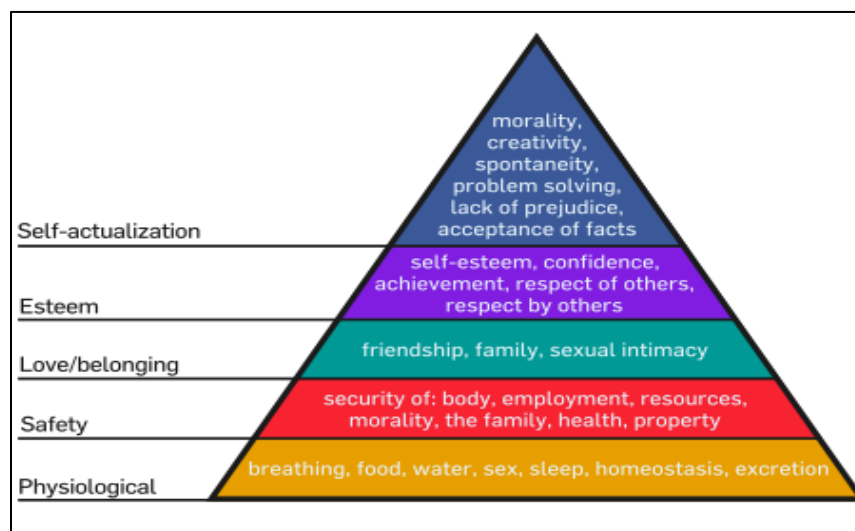 morality,
creativity,
spontaneity,
problem solving,
lack of prejudice,
acceptance of facts
Self-actualization
self-esteem, confidence,
achievement, respect of others,
respect by others
Esteem
friendship, family, sexual intimacy
Love/belonging
security of: body, employment, resources,
morality, the family, health, property
Safety
breathing, food, water, sex, sleep, homeostasis, excretion
Physiological